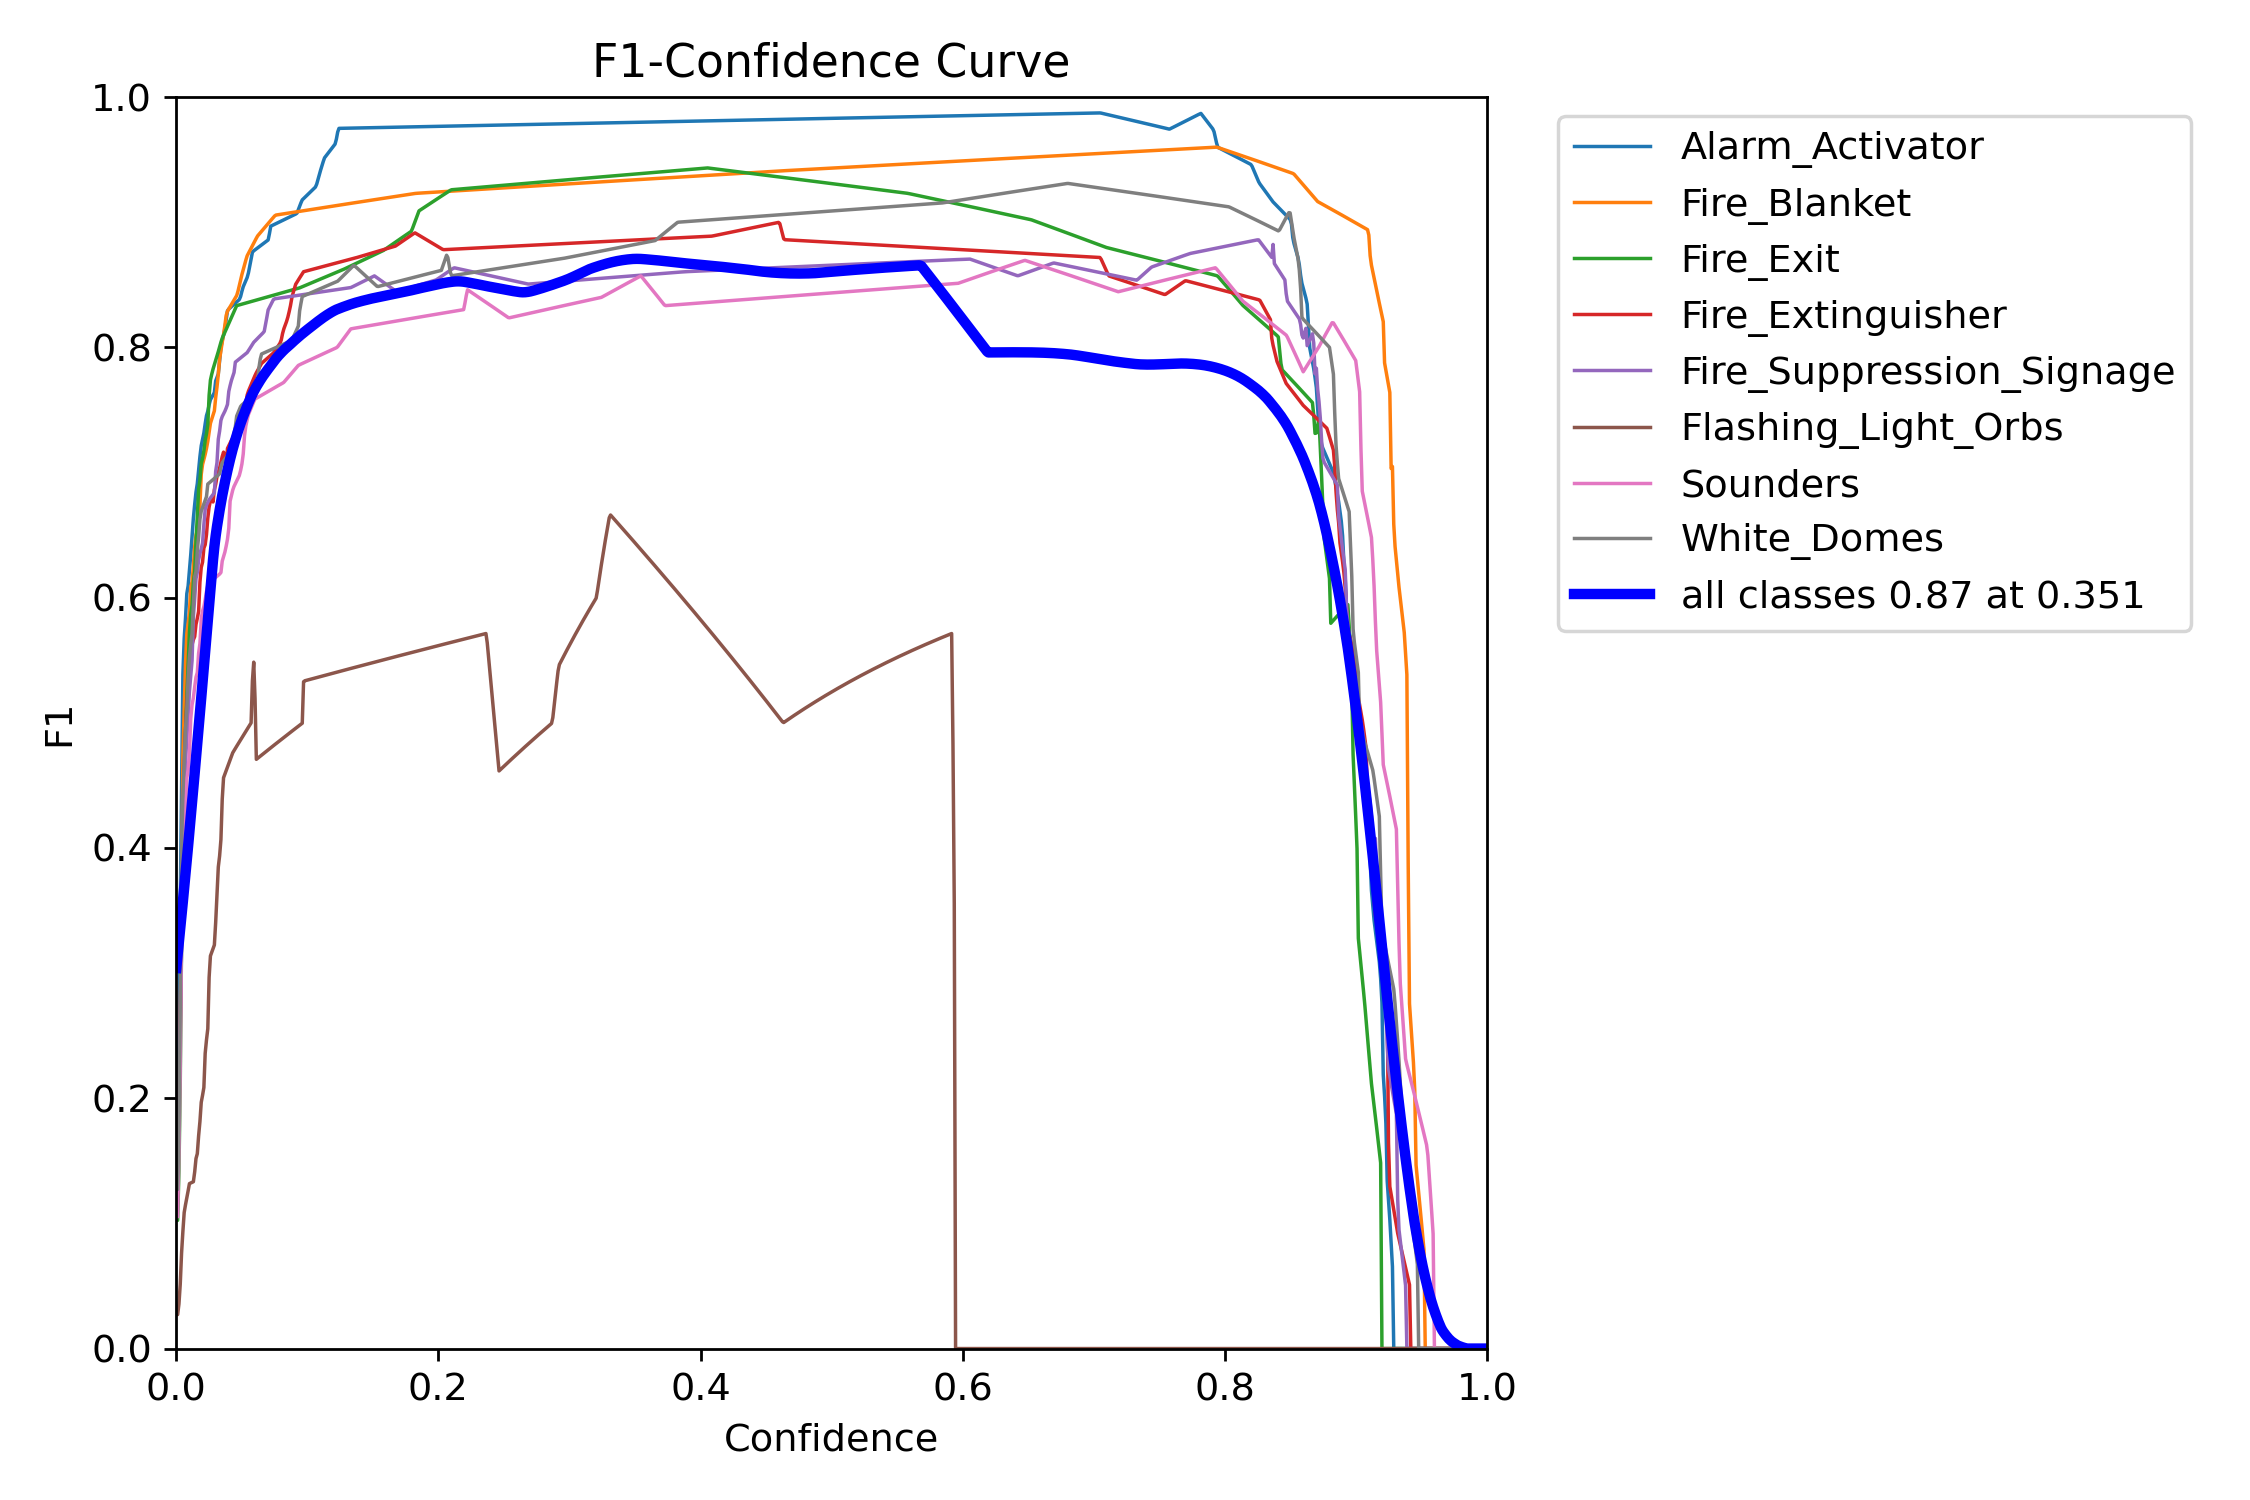 F1-Confidence Curve
1.0
0.8
0.6
0.4
0.2
0.0
F1
0.0 0.2 0.4 0.6 0.8 1.0
Confidence
Alarm_Activator
Fire_Blanket
Fire_Exit
Fire_Extinguisher
Fire_Suppression_Signage
Flashing_Light_Orbs
Sounders
White_Domes
all classes 0.87 at 0.351